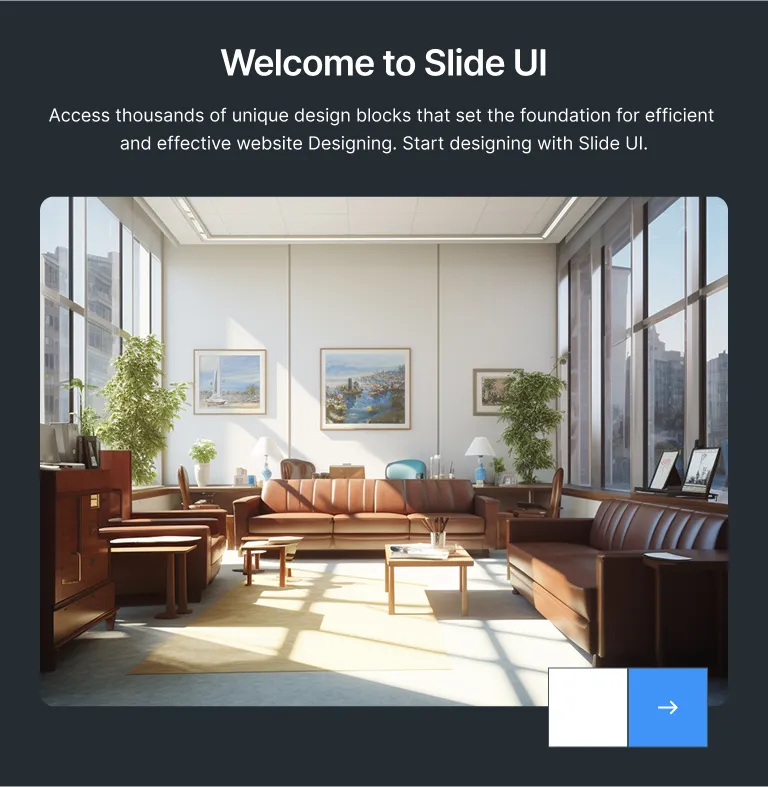 Welcome to Slide UI
Access thousands of unique design blocks that set the foundation for efficient
and effective website Designing. Start designing with Slide UI.